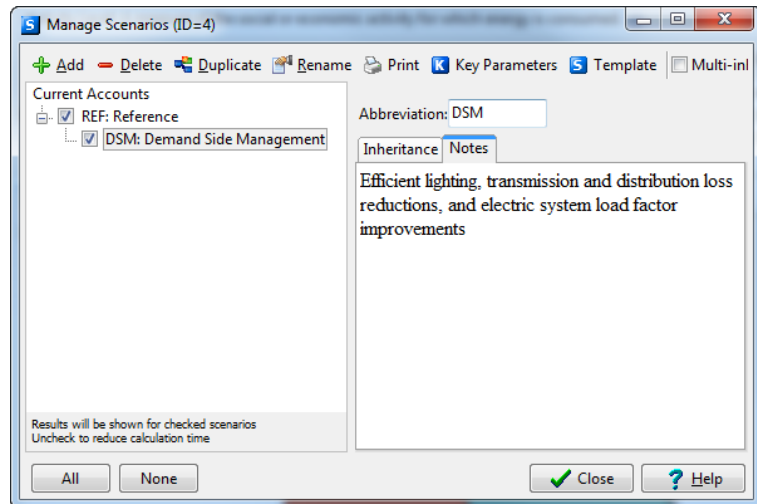 S Manage Scenarios (ID=4)
Add Delete Duplicate Rename Print K Key Parameters S Template Multi-inl
Current Accounts
REF: Reference
DSM: Demand Side Management
Abbreviation: DSM
Inheritance Notes
Efficient lighting, transmission and distribution loss
reductions, and electric system load factor
improvements
Results will be shown for checked scenarios
Uncheck to reduce calculation time
All None Close ? Help